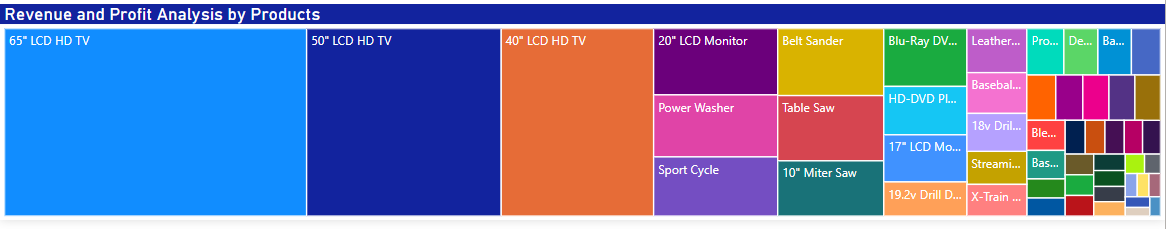 Revenue and Profit Analysis by Products
65" LCD HD TV
50" LCD HD TV
40" LCD HD TV
20" LCD Monitor
Power Washer
Sport Cycle
Belt Sander
Table Saw
10" Miter Saw
Blu-Ray DV...
HD-DVD Pl...
17" LCD Mo...
19.2v Drill D...
Leather...
Basebal...
18v Dril...
Streami...
X-Train ...
Pro...
De...
Ba...
Ble...
Bas...